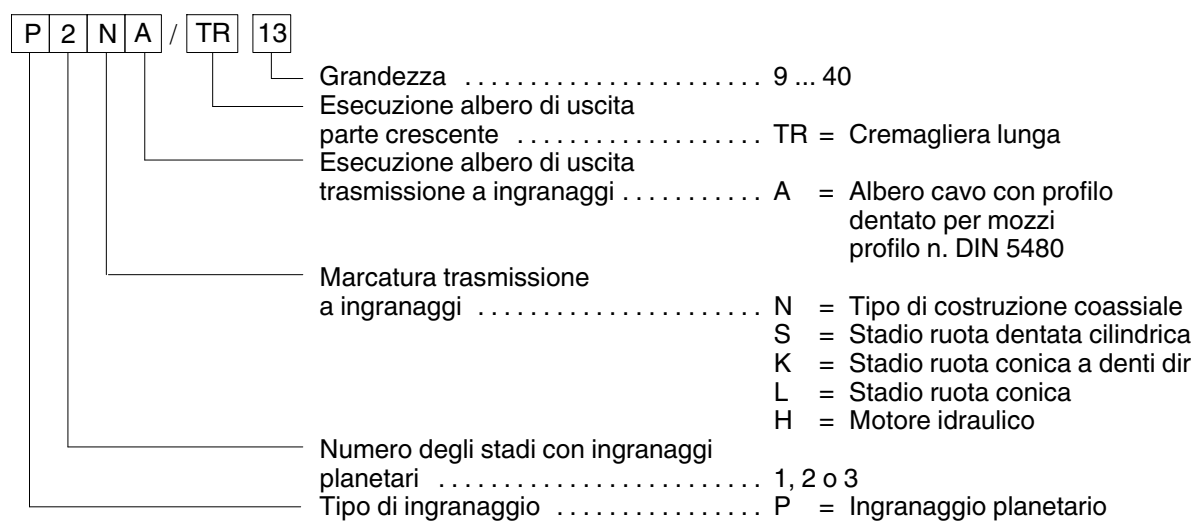 P 2 N A / TR 13
Grandezza ....................... 9 ... 40
Esecuzione albero di uscita
parte crescente ................... TR = Cremagliera lunga
Esecuzione albero di uscita
trasmissione a ingranaggi ........... A = Albero cavo con profilo
dentato per mozzi
profilo n. DIN 5480
Marcatura trasmissione
a ingranaggi ...................... N = Tipo di costruzione coassiale
S = Stadio ruota dentata cilindrica
K = Stadio ruota conica a denti dir
L = Stadio ruota conica
H = Motore idraulico
Numero degli stadi con ingranaggi
planetari ......................... 1, 2 o 3
Tipo di ingranaggio ................ P = Ingranaggio planetario